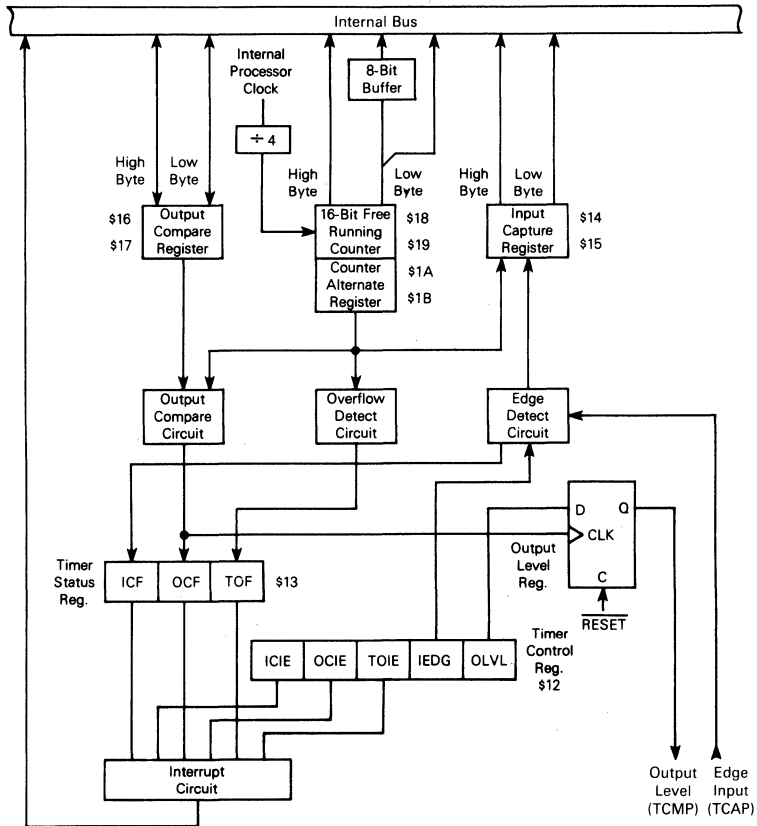 Internal Bus
Internal
Processor
Clock
8-Bit
Buffer
÷ 4
High
Byte
Low
Byte
High
Byte
Low
Byte
High
Byte
Low
Byte
$16
$17
Output
Compare
Register
16-Bit Free
Running
Counter
$18
$19
Counter
Alternate
Register
$1A
$1B
Input
Capture
Register
$14
$15
Output
Compare
Circuit
Overflow
Detect
Circuit
Edge
Detect
Circuit
D Q
CLK
C
Output
Level
Reg.
RESET
Timer
Status
Reg.
ICF OCF TOF $13
ICIE OCIE TOIE IEDG OLVL
Timer
Control
Reg.
$12
Interrupt
Circuit
Output
Level
(TCMP)
Edge
Input
(TCAP)